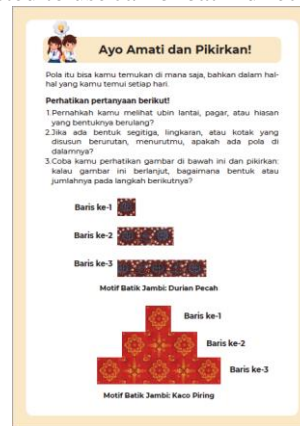 Ayo Amati dan Pikirkan!
Pola itu bisa kamu temukan di mana saja, bahkan dalam hal-
hal yang kamu temui setiap hari.
Perhatikan pertanyaan berikut!
1.Pernahkah kamu melihat ubin lantai, pagar, atau hiasan
yang bentuknya berulang?
2.Jika ada bentuk segitiga, lingkaran, atau kotak yang
disusun berurutan, menurutmu, apakah ada pola di
dalamnya?
3.Coba kamu perhatikan gambar di bawah ini dan pikirkan:
kalau gambar ini berlanjut, bagaimana bentuk atau
jumlahnya pada langkah berikutnya?
Baris ke-1
Baris ke-2
Baris ke-3
Motif Batik Jambi: Durian Pecah
Baris ke-1
Baris ke-2
Baris ke-3
Motif Batik Jambi: Kaco Piring